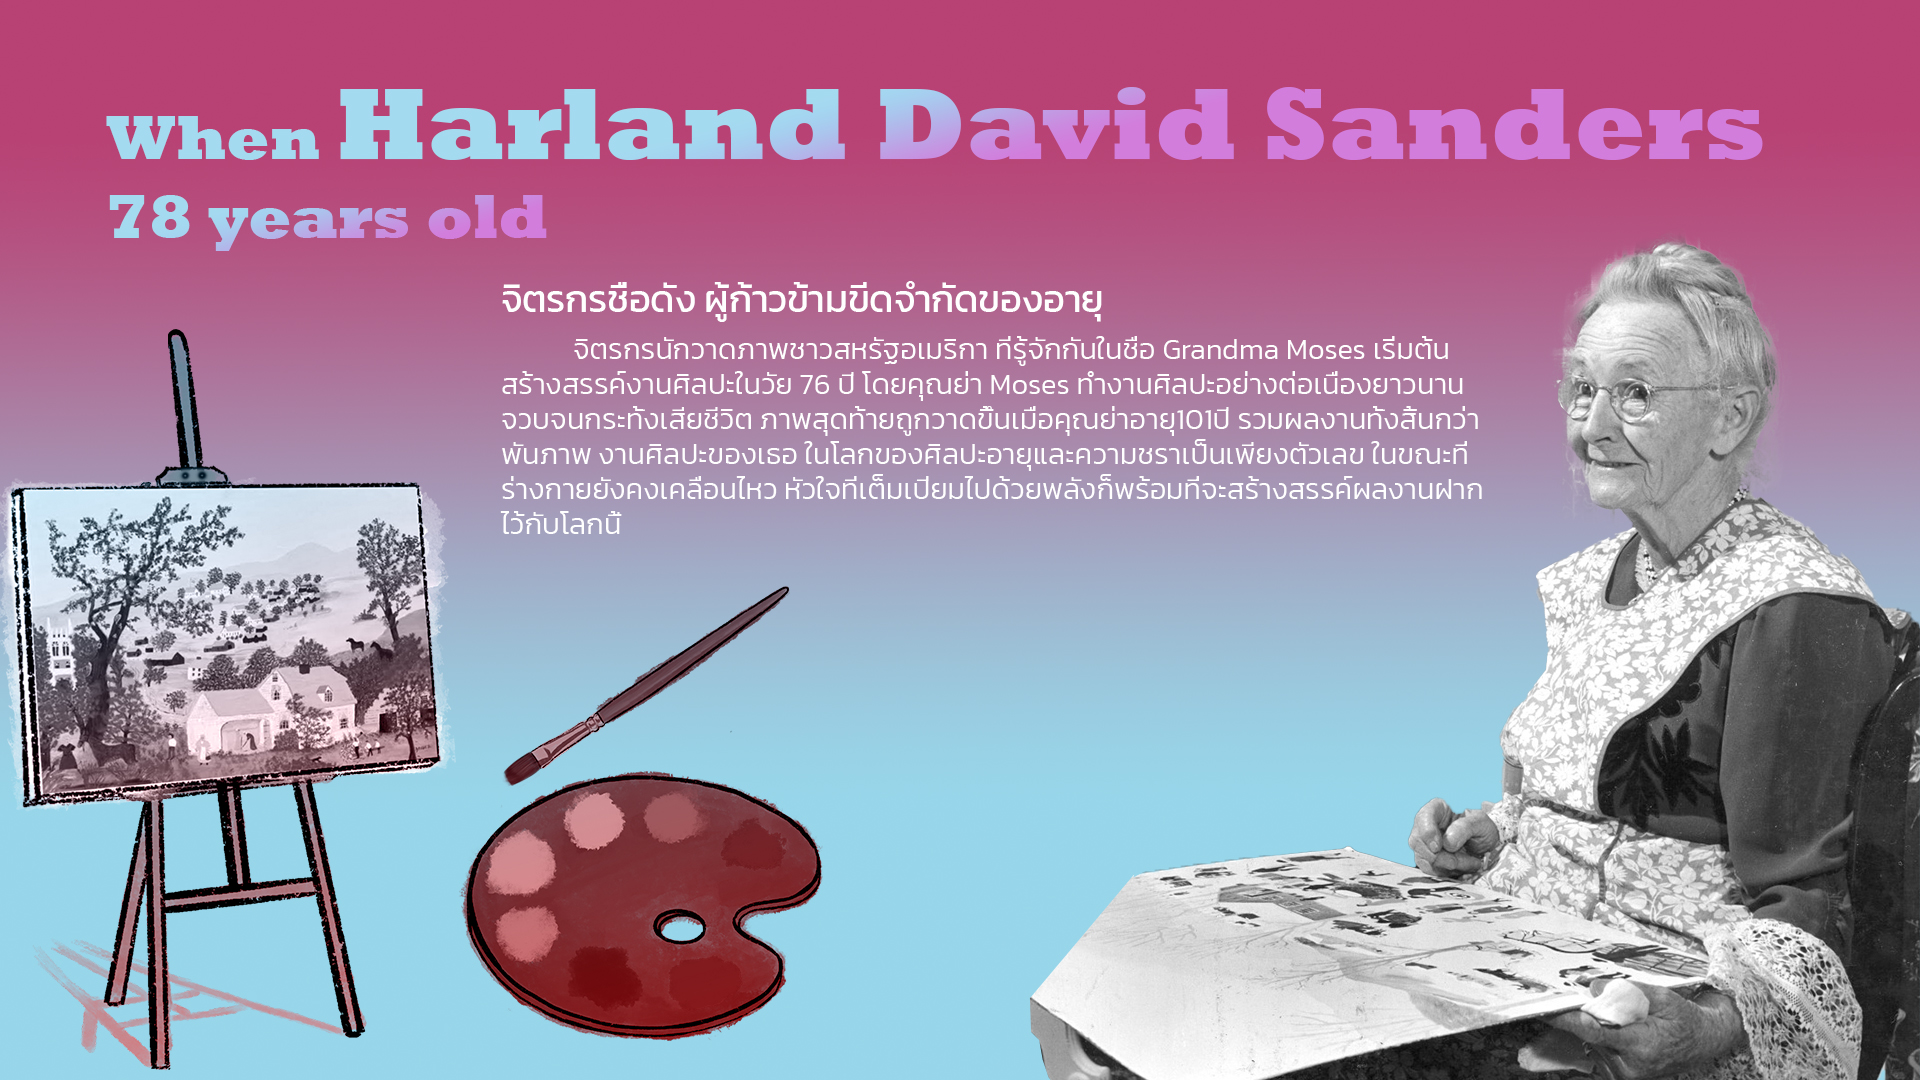 When Harland David Sanders
78 years old
จิตรกรชื่อดัง ผู้ก้าวข้ามขีดจำกัดของอายุ
จิตรกรนักวาดภาพชาวสหรัฐอเมริกา ที่รู้จักกันในชื่อ Grandma Moses เริ่มต้น
สร้างสรรค์งานศิลปะในวัย 76 ปี โดยคุณย่า Moses ทำงานศิลปะอย่างต่อเนื่องยาวนาน
จวบจนกระทั่งเสียชีวิต ภาพสุดท้ายถูกวาดขึ้นเมื่อคุณย่าอายุ101ปี รวมผลงานทั้งสิ้นกว่า
พันภาพ งานศิลปะของเธอ ในโลกของศิลปะอายุและความชราเป็นเพียงตัวเลข ในขณะที่
ร่างกายยังคงเคลื่อนไหว หัวใจที่เต็มเปี่ยมไปด้วยพลังก็พร้อมที่จะสร้างสรรค์ผลงานฝาก
ไว้กับโลกนี้